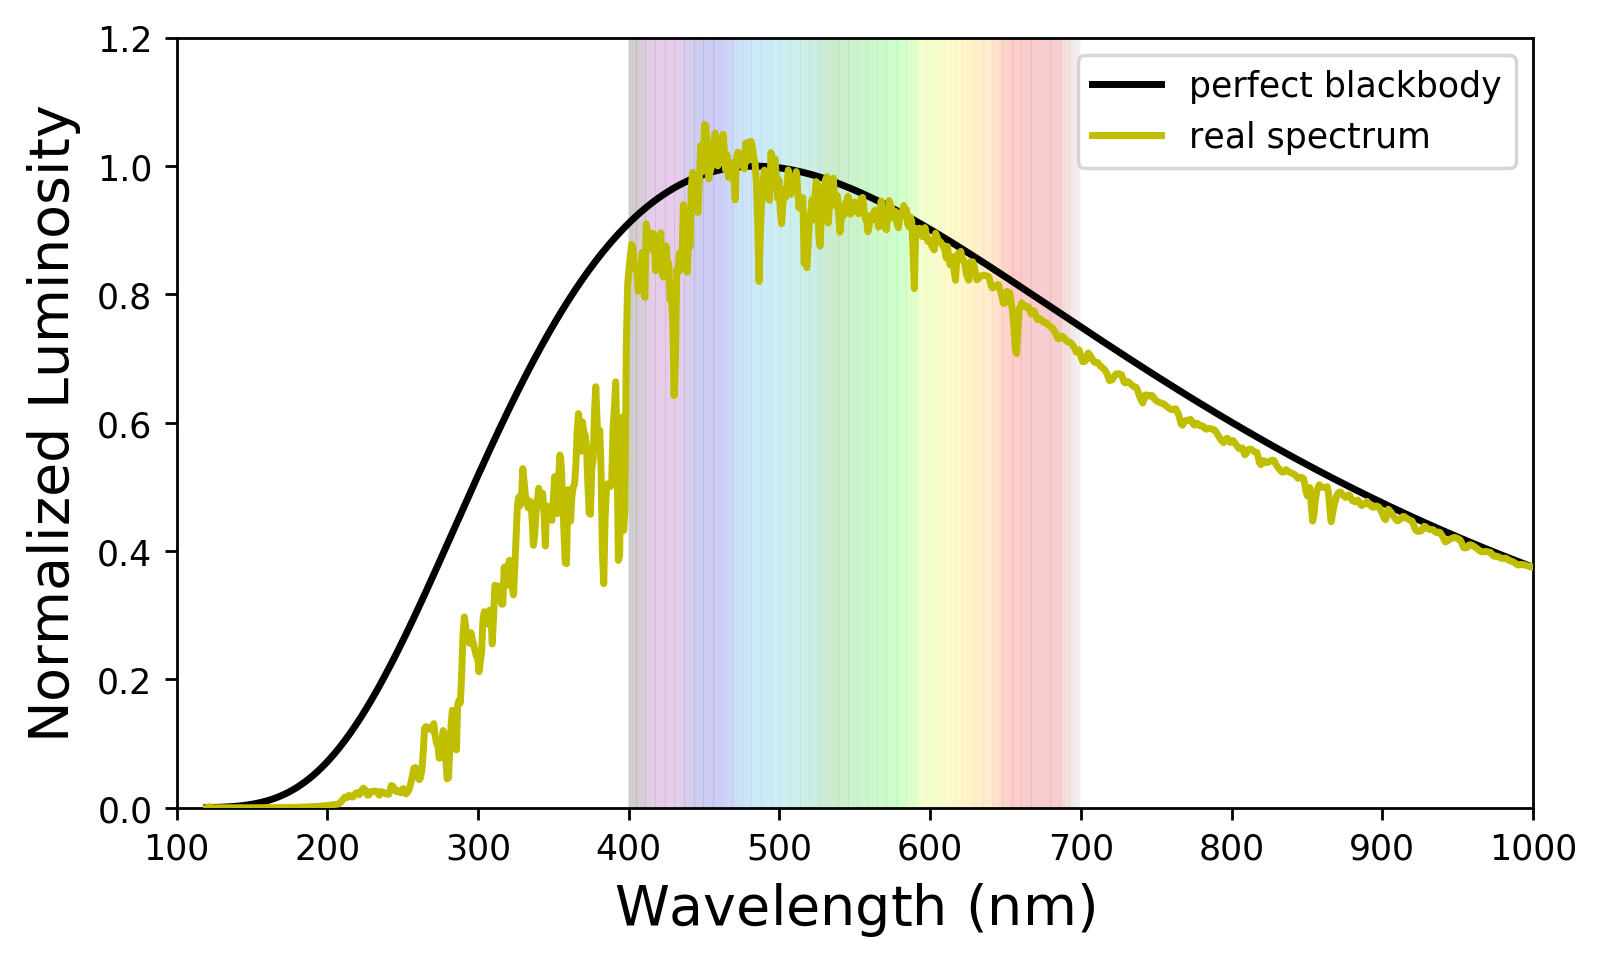 1.2
1.0
0.8
0.6
0.4
0.2
0.0
Normalized Luminosity
perfect blackbody
real spectrum
100 200 300 400 500 600 700 800 900 1000
Wavelength (nm)